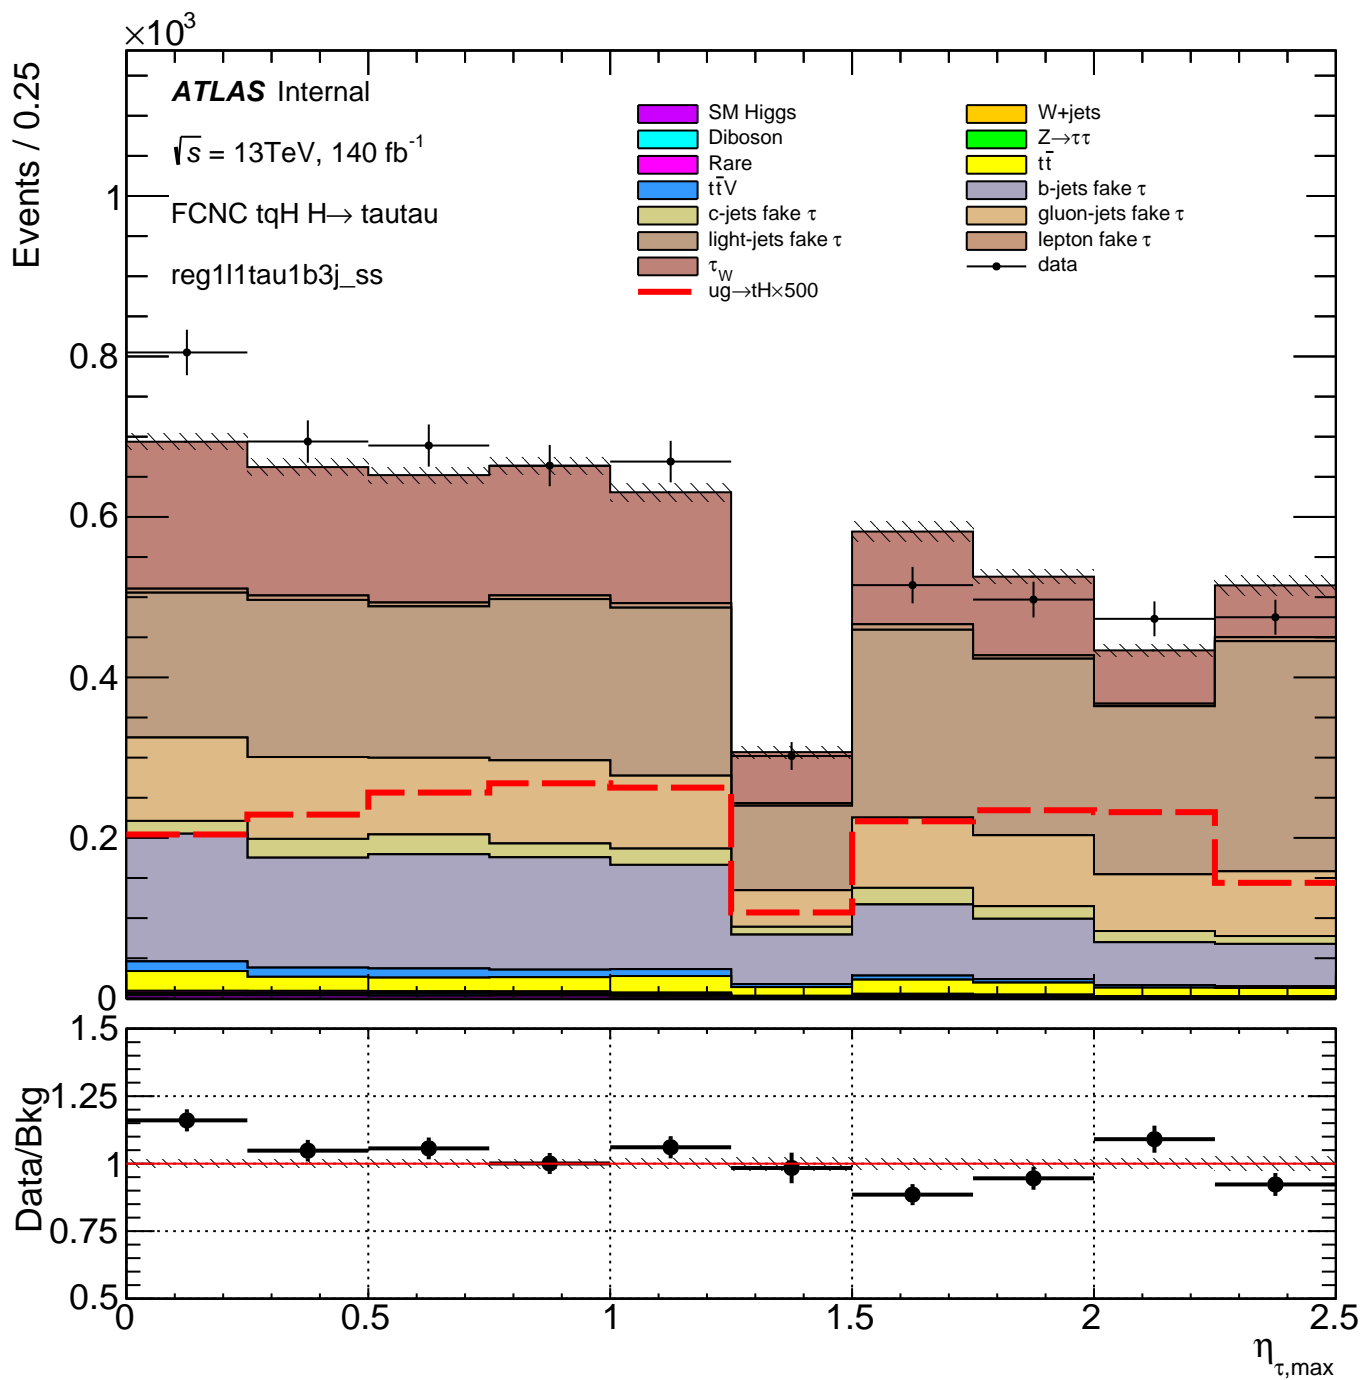 ×10³
Events / 0.25
ATLAS Internal
√s = 13TeV, 140 fb⁻¹
FCNC tqH H→ tautau
reg1l1tau1b3j_ss
SM Higgs
Diboson
Rare
tt̄V
c-jets fake τ
light-jets fake τ
τ_W
ug→tH×500
W+jets
Z→ττ
tt̄
b-jets fake τ
gluon-jets fake τ
lepton fake τ
data
1
0.8
0.6
0.4
0.2
0
Data/Bkg
1.5
1.25
1
0.75
0.5
0 0.5 1 1.5 2 2.5
η_τ,max